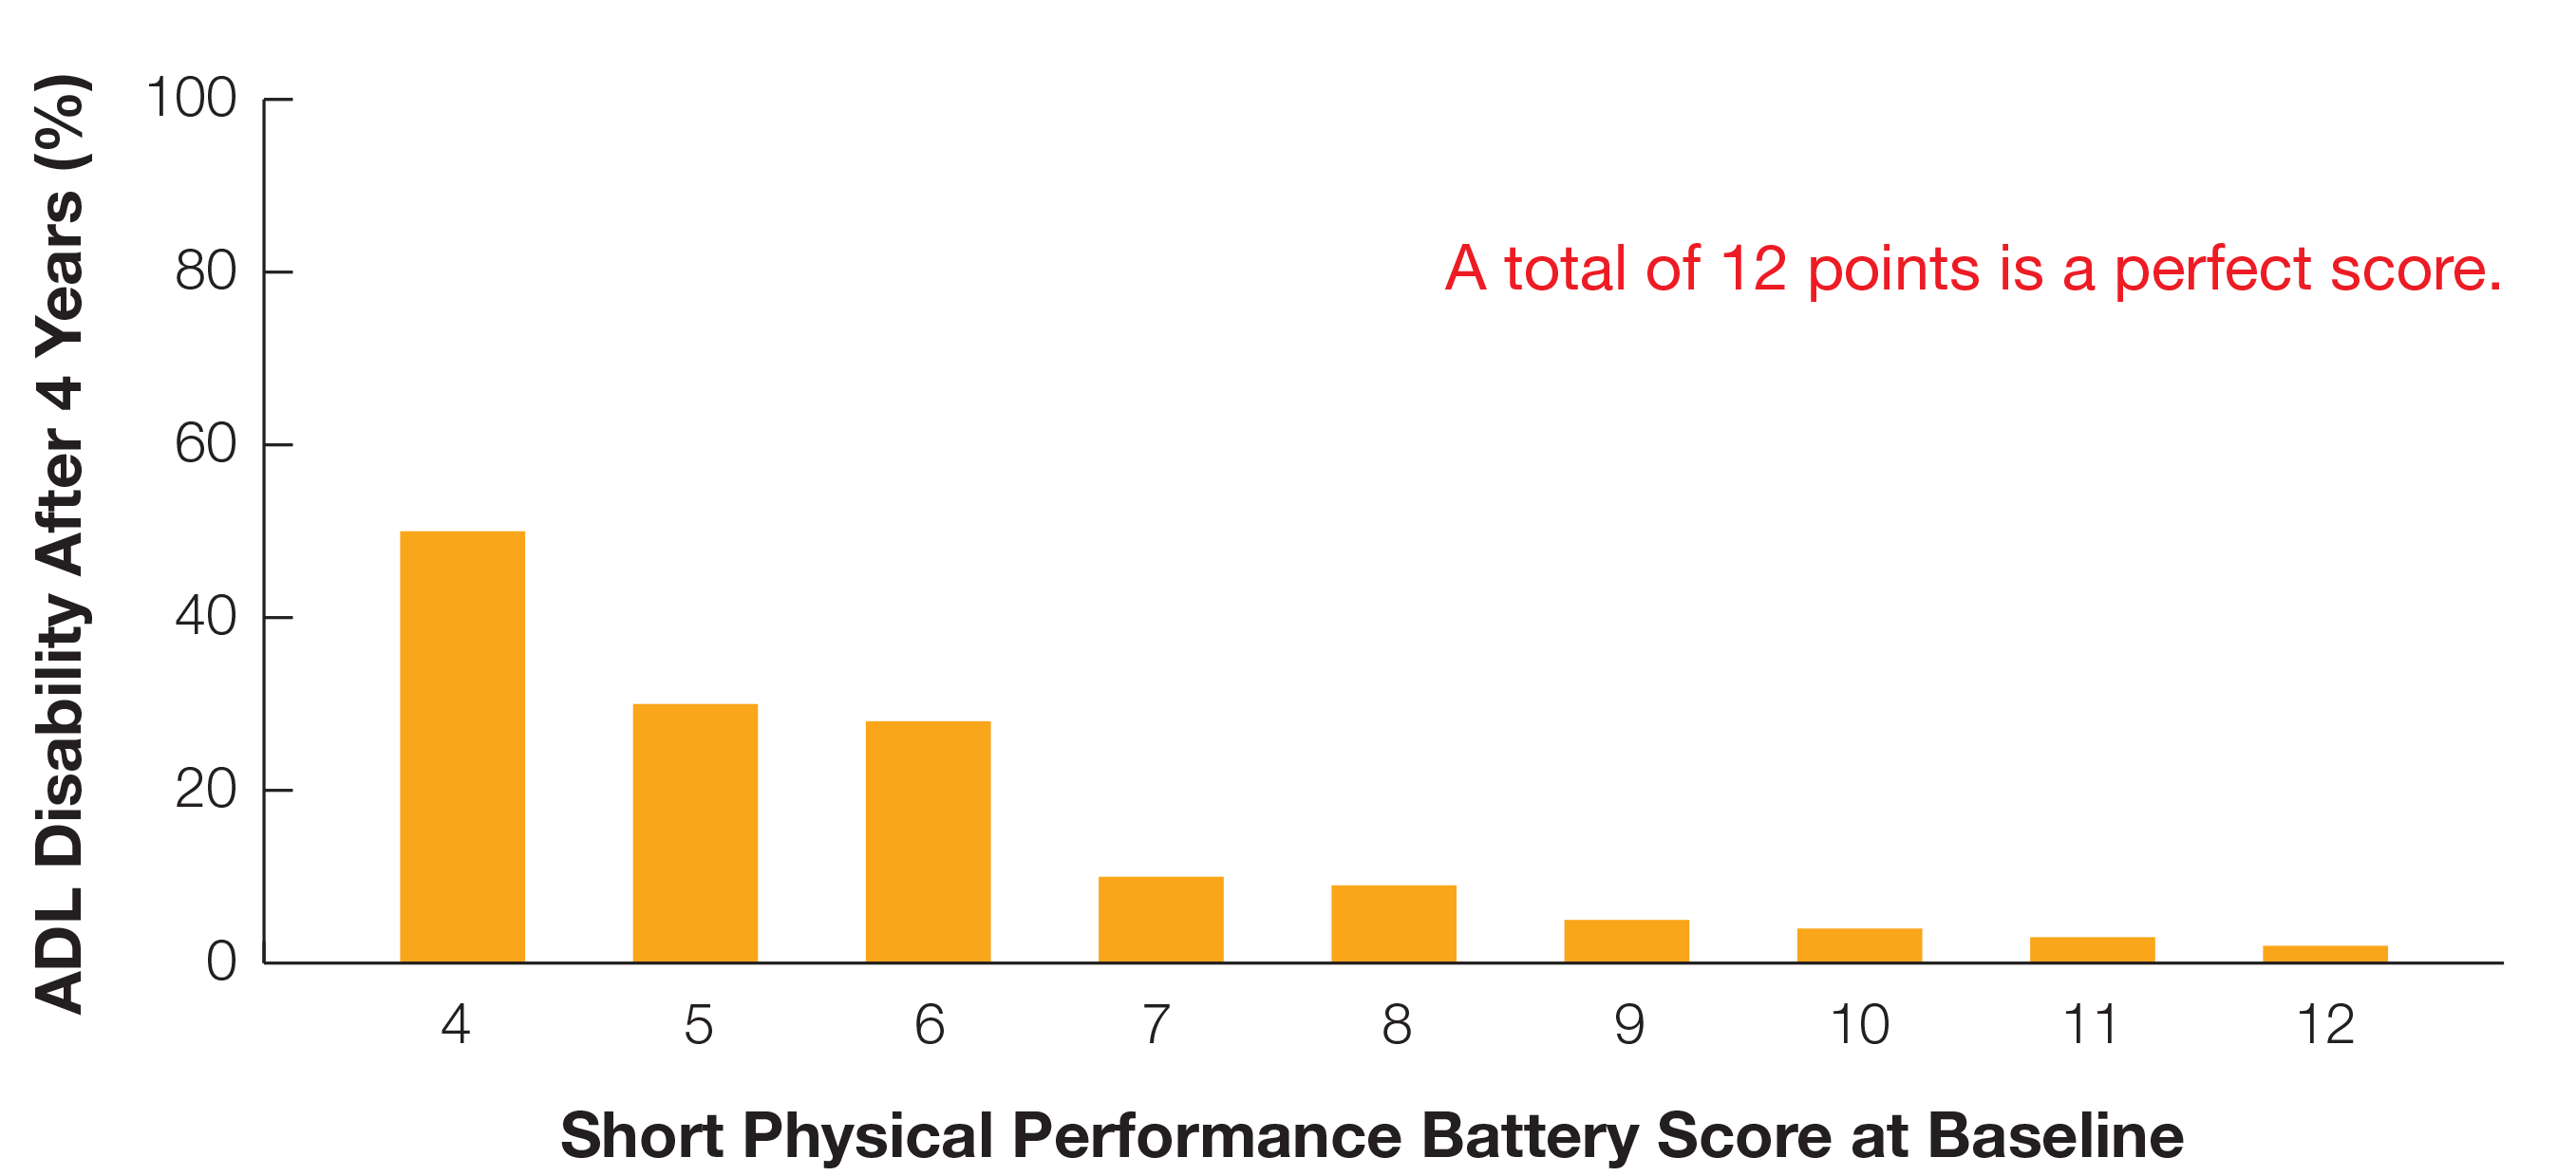 ADL Disability After 4 Years (%)
100
80
60
40
20
0
A total of 12 points is a perfect score.
4 5 6 7 8 9 10 11 12
Short Physical Performance Battery Score at Baseline